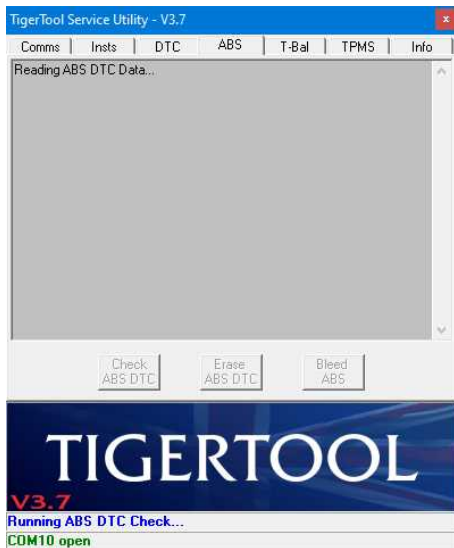 TigerTool Service Utility - V3.7
x
Comms Insts DTC ABS T-Bal TPMS Info
Reading ABS DTC Data...
Check Erase Bleed
ABS DTC ABS DTC ABS
TIGERTOOL
V3.7
Running ABS DTC Check...
COM10 open